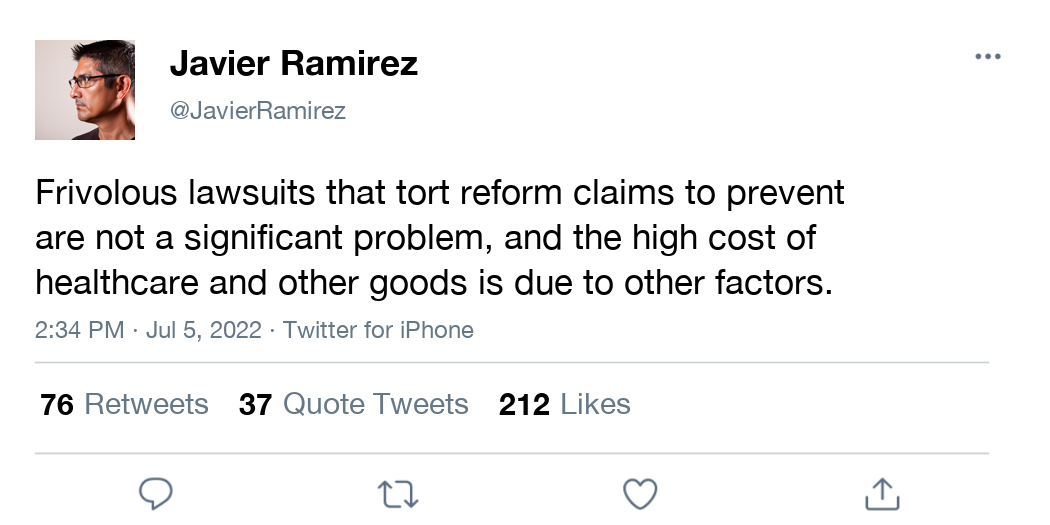 Javier Ramirez
@JavierRamirez
Frivolous lawsuits that tort reform claims to prevent
are not a significant problem, and the high cost of
healthcare and other goods is due to other factors.
2:34 PM · Jul 5, 2022 · Twitter for iPhone
76 Retweets 37 Quote Tweets 212 Likes